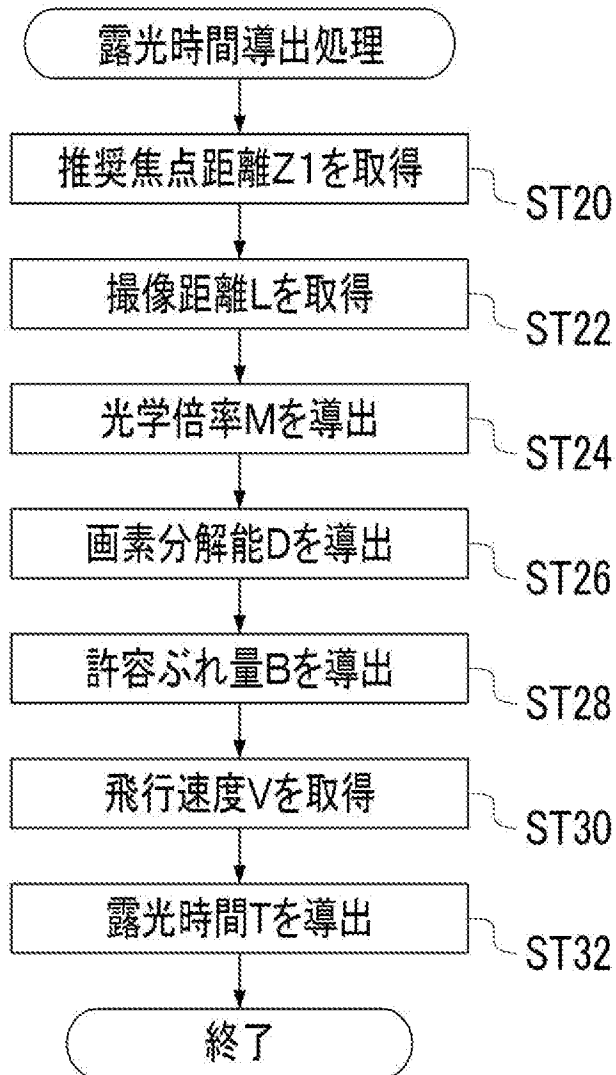 露光時間導出処理
推奨焦点距離Z1を取得
ST20
撮像距離Lを取得
ST22
光学倍率Mを導出
ST24
画素分解能Dを導出
ST26
許容ぶれ量Bを導出
ST28
飛行速度Vを取得
ST30
露光時間Tを導出
ST32
終了